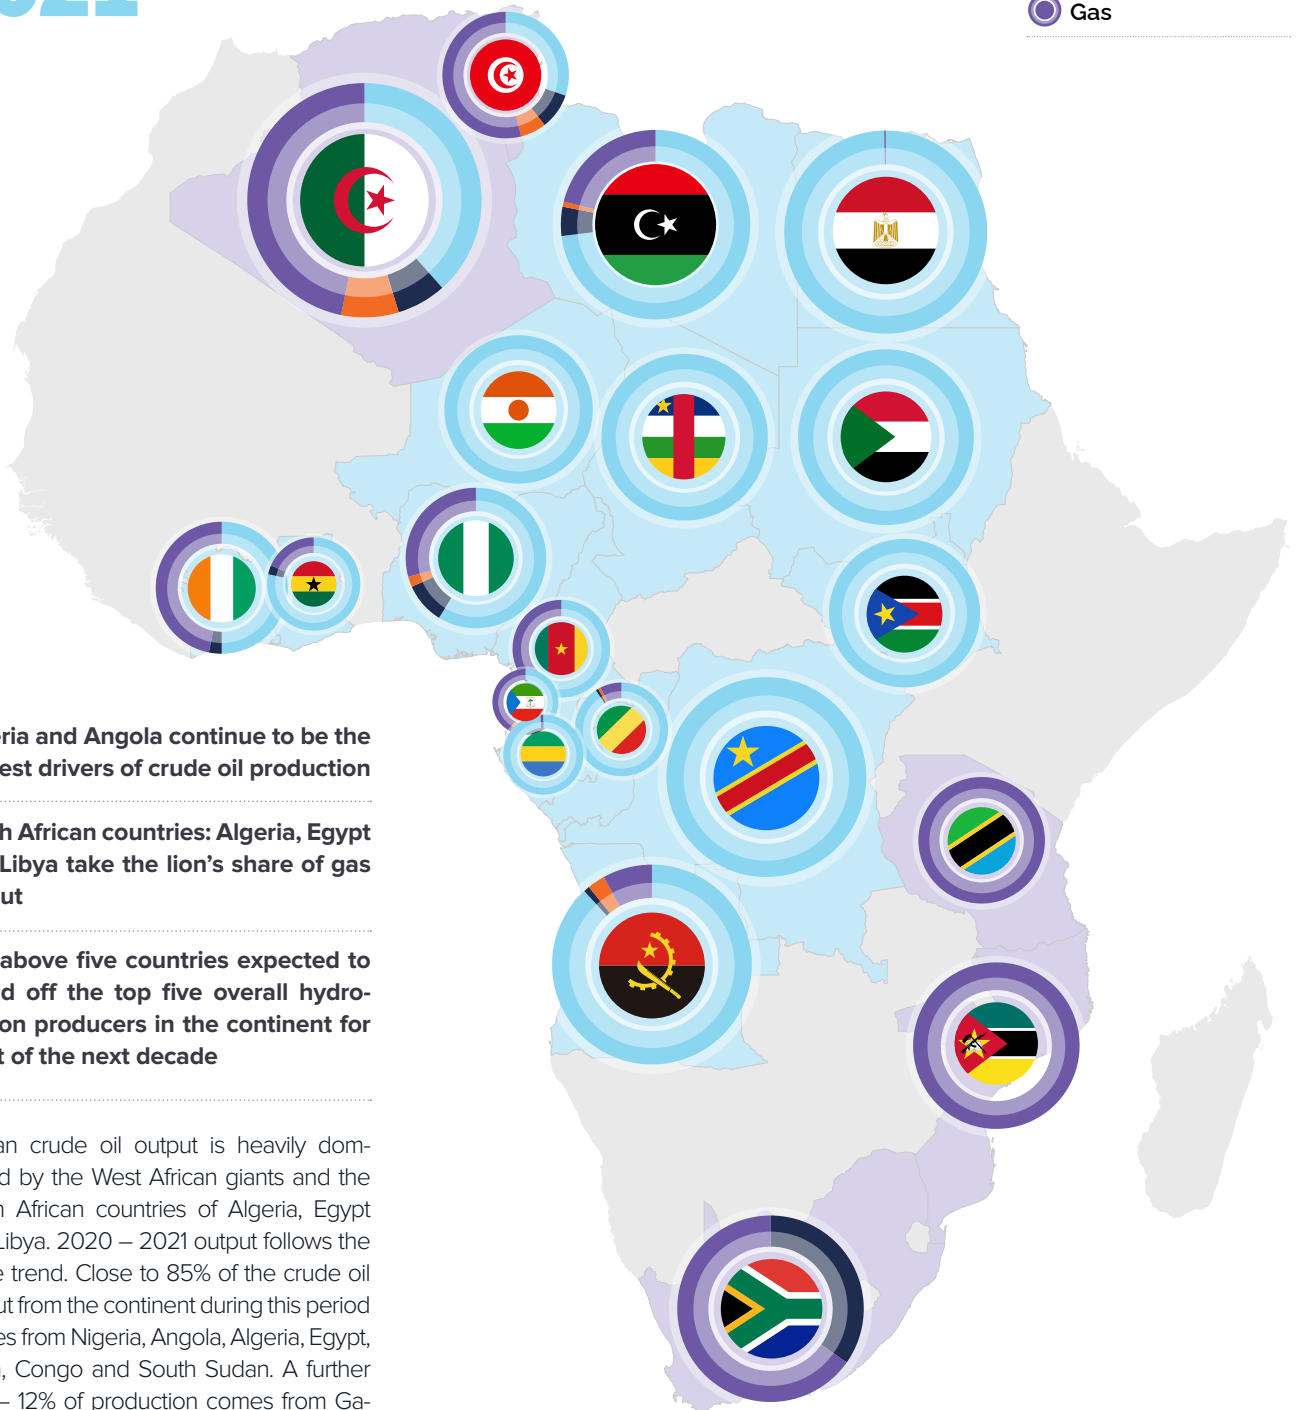 021
Gas
ria and Angola continue to be the
est drivers of crude oil production
h African countries: Algeria, Egypt
Libya take the lion's share of gas
ut
above five countries expected to
d off the top five overall hydro-
on producers in the continent for
t of the next decade
an crude oil output is heavily dom-
d by the West African giants and the
n African countries of Algeria, Egypt
Libya. 2020 – 2021 output follows the
e trend. Close to 85% of the crude oil
ut from the continent during this period
es from Nigeria, Angola, Algeria, Egypt,
, Congo and South Sudan. A further
– 12% of production comes from Ga-